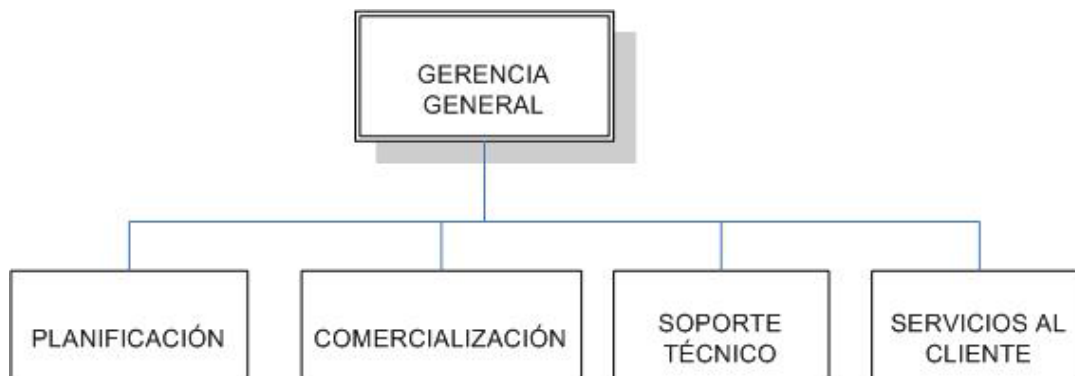 GERENCIA
GENERAL
PLANIFICACIÓN
COMERCIALIZACIÓN
SOPORTE
TÉCNICO
SERVICIOS AL
CLIENTE